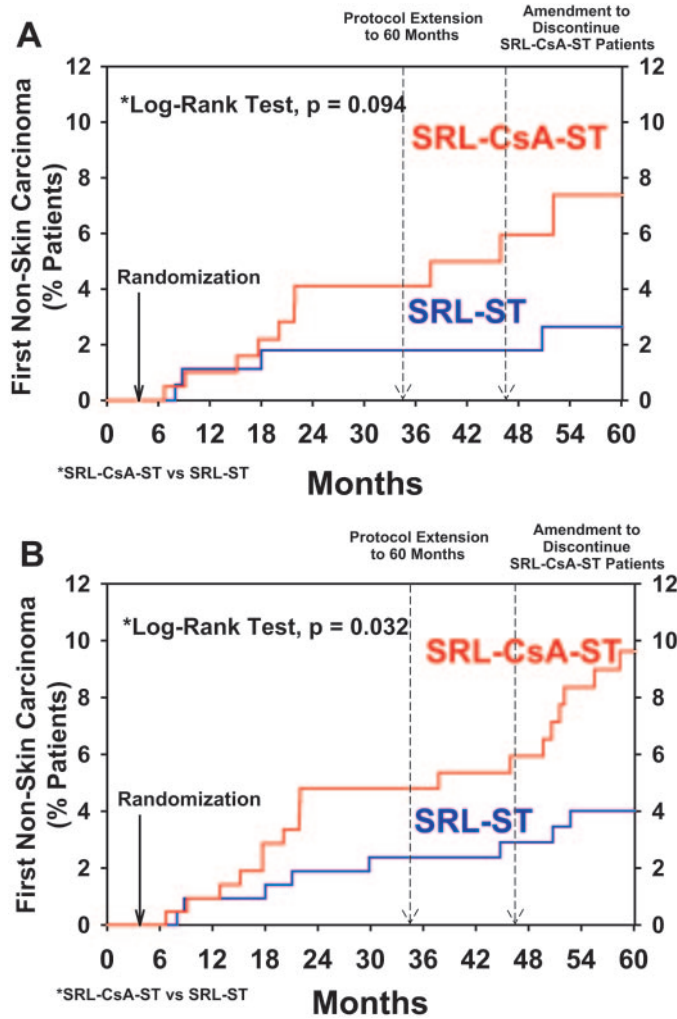 A
Protocol Extension
to 60 Months
Amendment to
Discontinue
SRL-CsA-ST Patients
12 12
*Log-Rank Test, p = 0.094
SRL-CsA-ST
10 10
8 8
Randomization
6 6
SRL-ST
4 4
2 2
0 0
First Non-Skin Carcinoma
(% Patients)
0 6 12 18 24 30 36 42 48 54 60
*SRL-CsA-ST vs SRL-ST
Months
B
Protocol Extension
to 60 Months
Amendment to
Discontinue
SRL-CsA-ST Patients
12 12
*Log-Rank Test, p = 0.032
10 10
SRL-CsA-ST
8 8
6 6
Randomization
4 4
SRL-ST
2 2
0 0
First Non-Skin Carcinoma
(% Patients)
0 6 12 18 24 30 36 42 48 54 60
*SRL-CsA-ST vs SRL-ST
Months